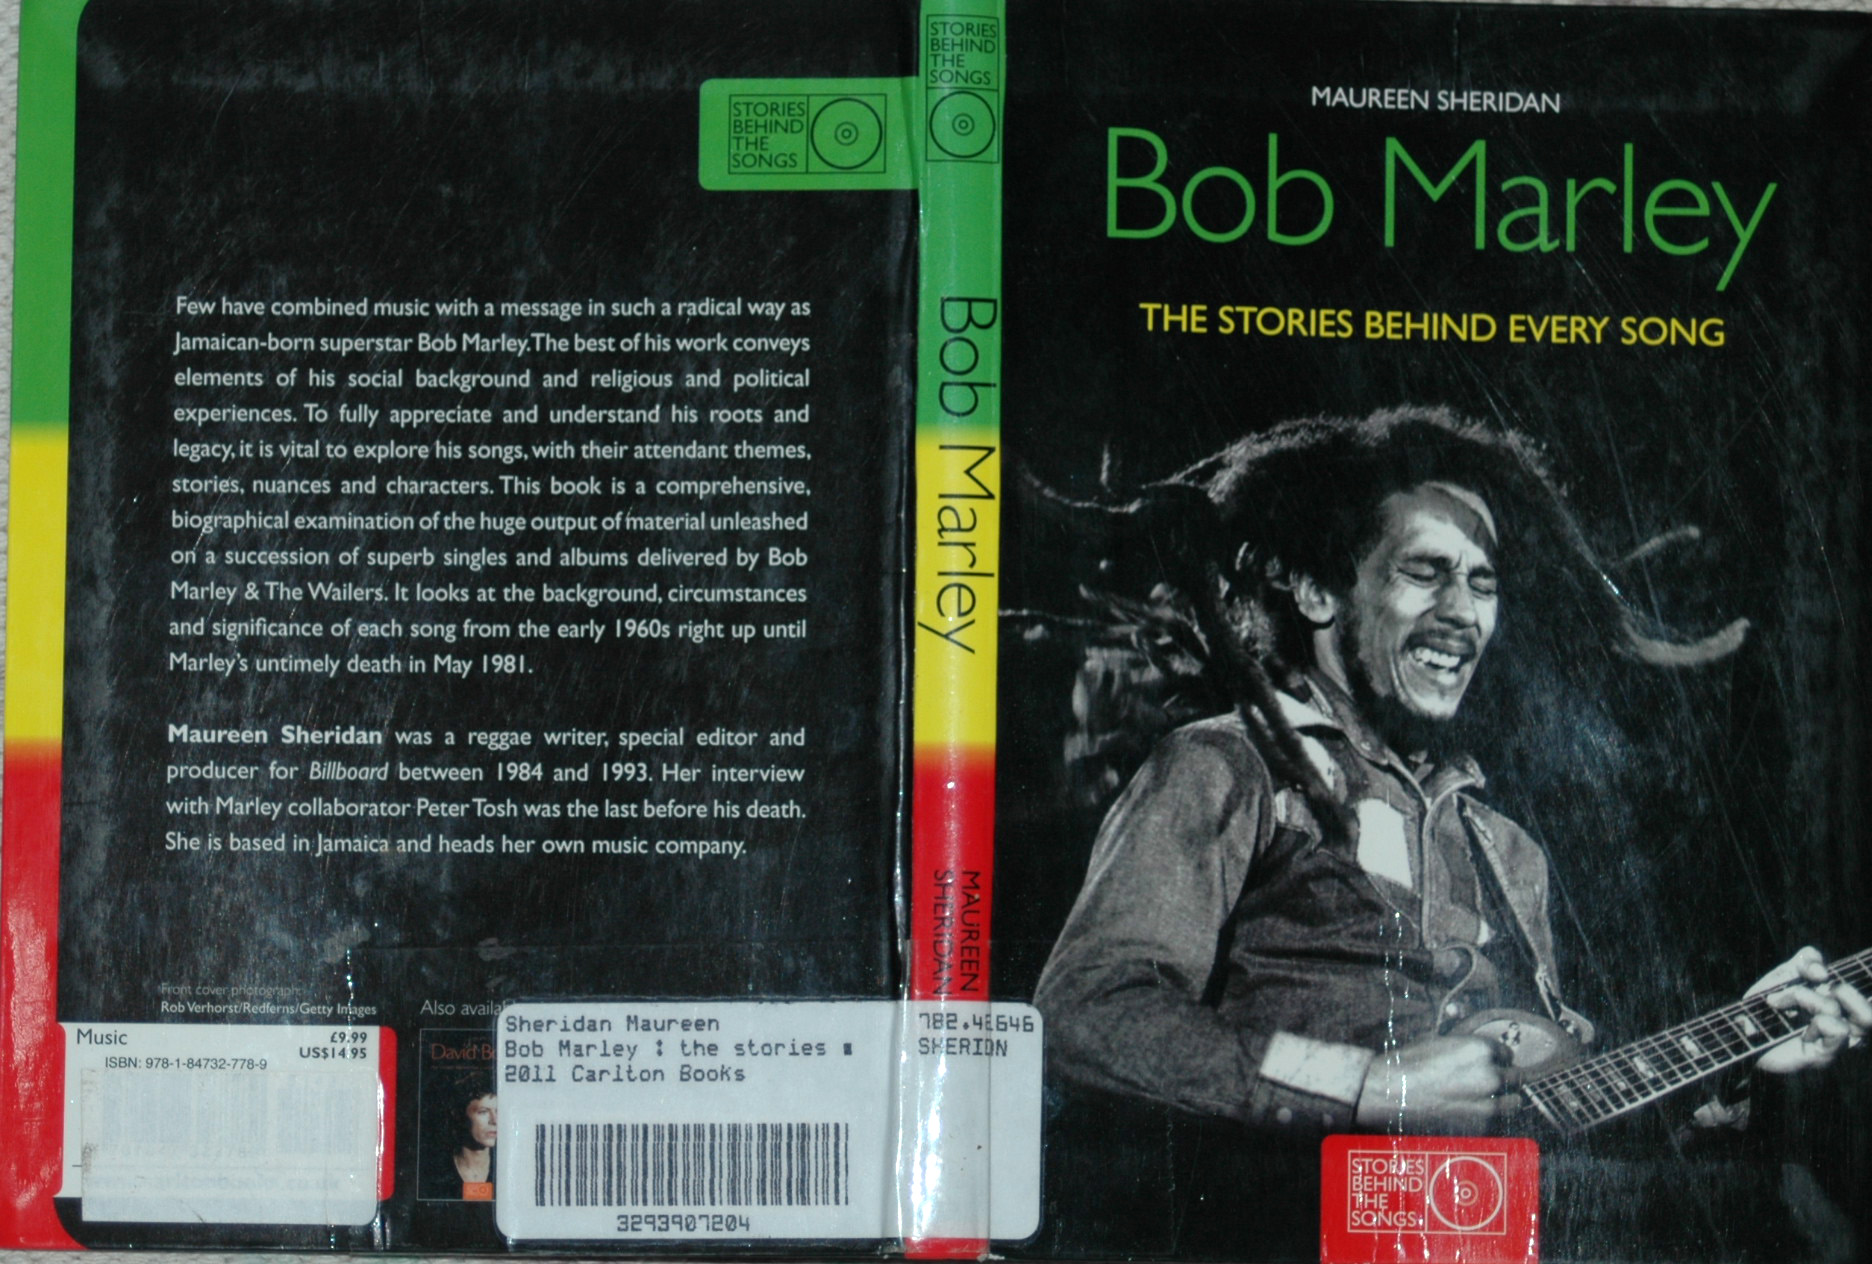 STORIES
BEHIND
THE
SONGS
Few have combined music with a message in such a radical way as
Jamaican-born superstar Bob Marley. The best of his work conveys
elements of his social background and religious and political
experiences. To fully appreciate and understand his roots and
legacy, it is vital to explore his songs, with their attendant themes,
stories, nuances and characters. This book is a comprehensive,
biographical examination of the huge output of material unleashed
on a succession of superb singles and albums delivered by Bob
Marley & The Wailers. It looks at the background, circumstances
and significance of each song from the early 1960s right up until
Marley's untimely death in May 1981.
Maureen Sheridan was a reggae writer, special editor and
producer for Billboard between 1984 and 1993. Her interview
with Marley collaborator Peter Tosh was the last before his death.
She is based in Jamaica and heads her own music company.
Front cover photograph:
Rob Verhorst/Redferns/Getty Images
Also availa
Music
£9.99
US$14.95
ISBN: 978-1-84732-778-9
David Bo
Sheridan Maureen
Bob Marley : the stories
2011 Carlton Books
3293907204
STORIES
BEHIND
THE
SONGS
Bob Marley
MAUREEN
SHERIDAN
SHERIDN
MAUREEN SHERIDAN
Bob Marley
THE STORIES BEHIND EVERY SONG
STORIES
BEHIND
THE
SONGS